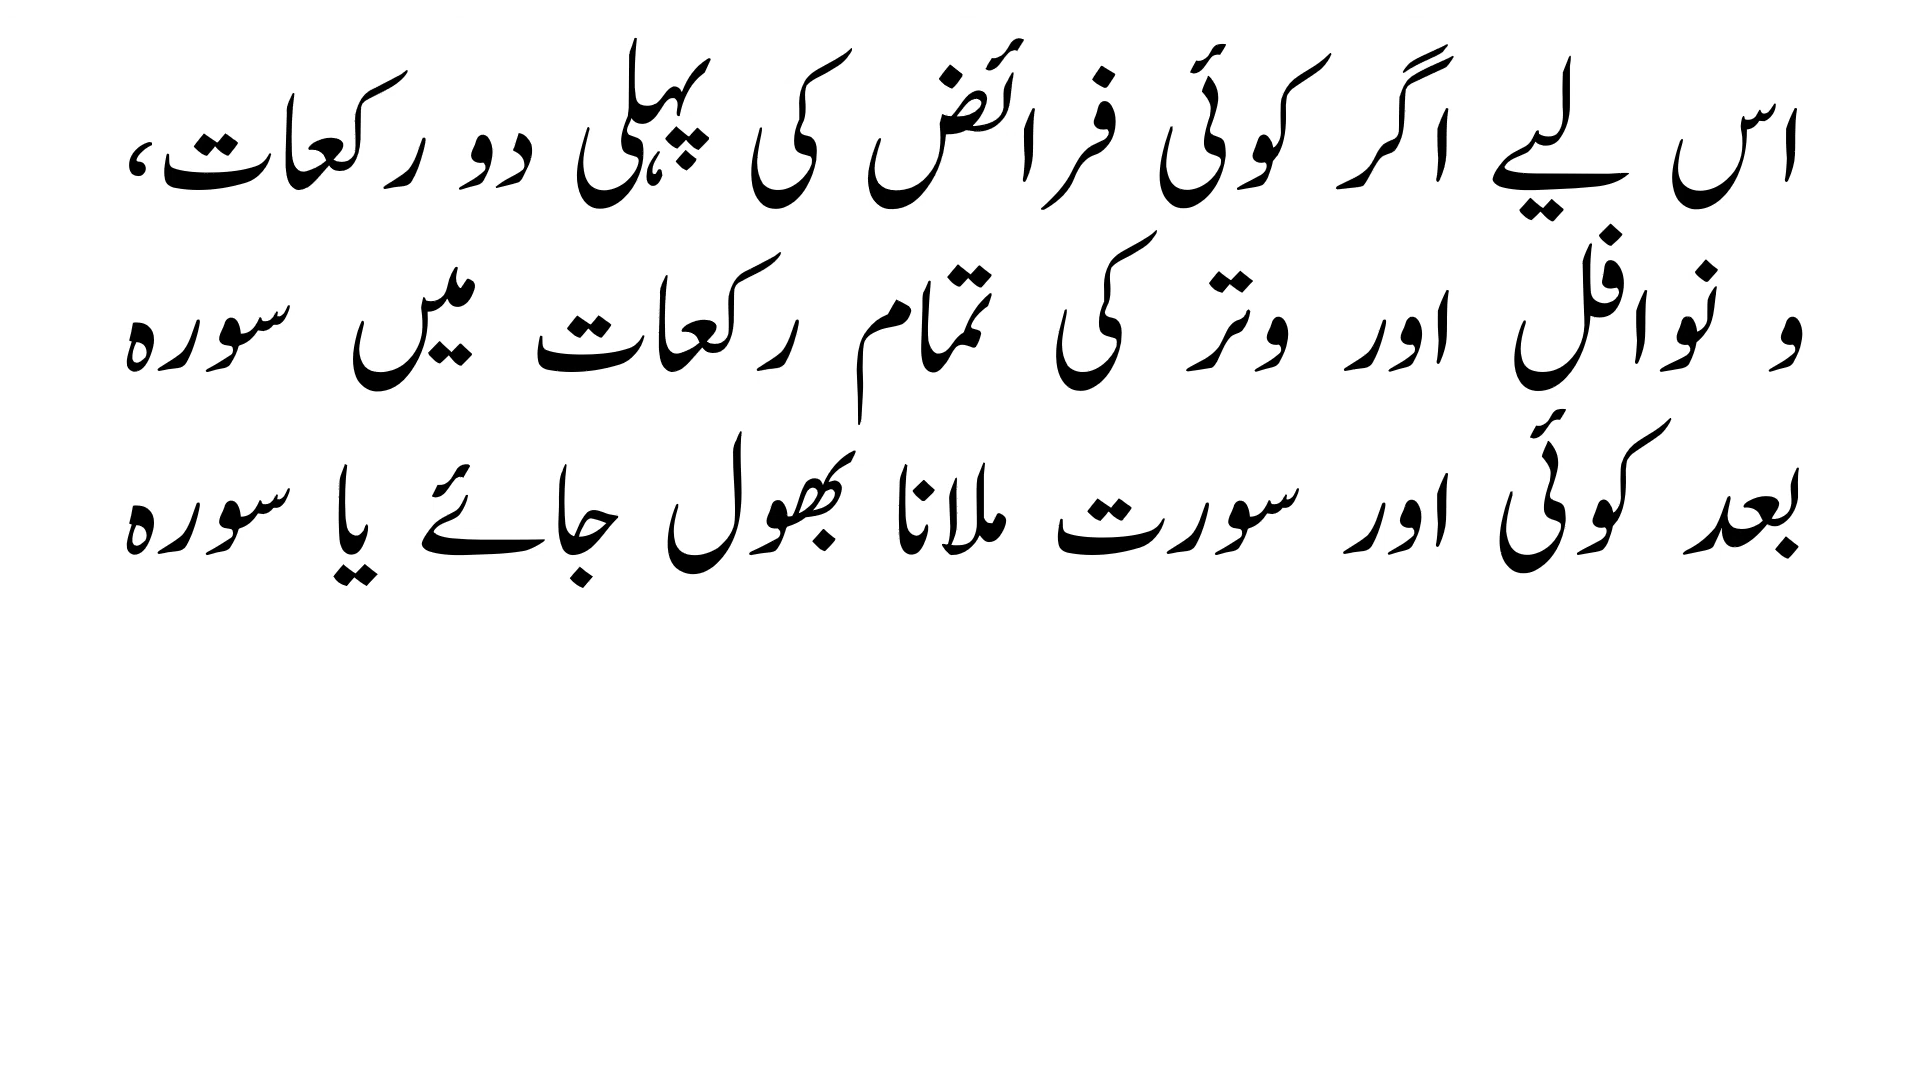 اس لیے اگر کوئی فرائض کی پہلی دو رکعات،
و نوافل اور وتر کی تمام رکعات میں سورہ
بعد کوئی اور سورت ملانا بھول جائے یا سورہ